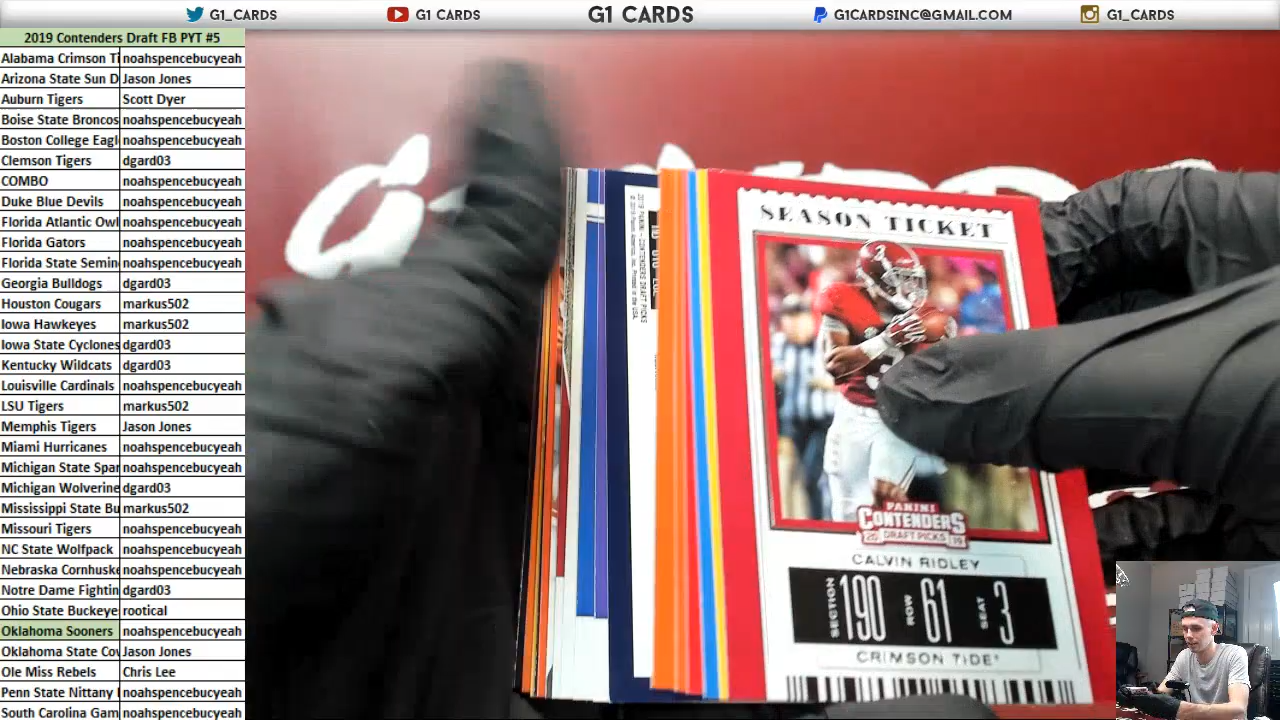 G1_CARDS
G1 CARDS
G1 CARDS
G1CARDSINC@GMAIL.COM
G1_CARDS
2019 Contenders Draft FB PYT #5
Alabama Crimson Ti noahspencebucyeah
Arizona State Sun D Jason Jones
Auburn Tigers Scott Dyer
Boise State Broncos noahspencebucyeah
Boston College Eagl noahspencebucyeah
Clemson Tigers dgard03
COMBO noahspencebucyeah
Duke Blue Devils noahspencebucyeah
Florida Atlantic Owl noahspencebucyeah
Florida Gators noahspencebucyeah
Florida State Semin noahspencebucyeah
Georgia Bulldogs dgard03
Houston Cougars markus502
Iowa Hawkeyes markus502
Iowa State Cyclones dgard03
Kentucky Wildcats dgard03
Louisville Cardinals noahspencebucyeah
LSU Tigers markus502
Memphis Tigers Jason Jones
Miami Hurricanes noahspencebucyeah
Michigan State Spar noahspencebucyeah
Michigan Wolverine dgard03
Mississippi State Bu markus502
Missouri Tigers noahspencebucyeah
NC State Wolfpack noahspencebucyeah
Nebraska Cornhuske noahspencebucyeah
Notre Dame Fightin dgard03
Ohio State Buckeye rootical
Oklahoma Sooners noahspencebucyeah
Oklahoma State Cov Jason Jones
Ole Miss Rebels Chris Lee
Penn State Nittany noahspencebucyeah
South Carolina Gam noahspencebucyeah
SEASON TICKET
3
PANINI
CONTENDERS
20 DRAFT PICKS 19
CALVIN RIDLEY
SECTION 190 ROW 61 SEAT 3
CRIMSON TIDE